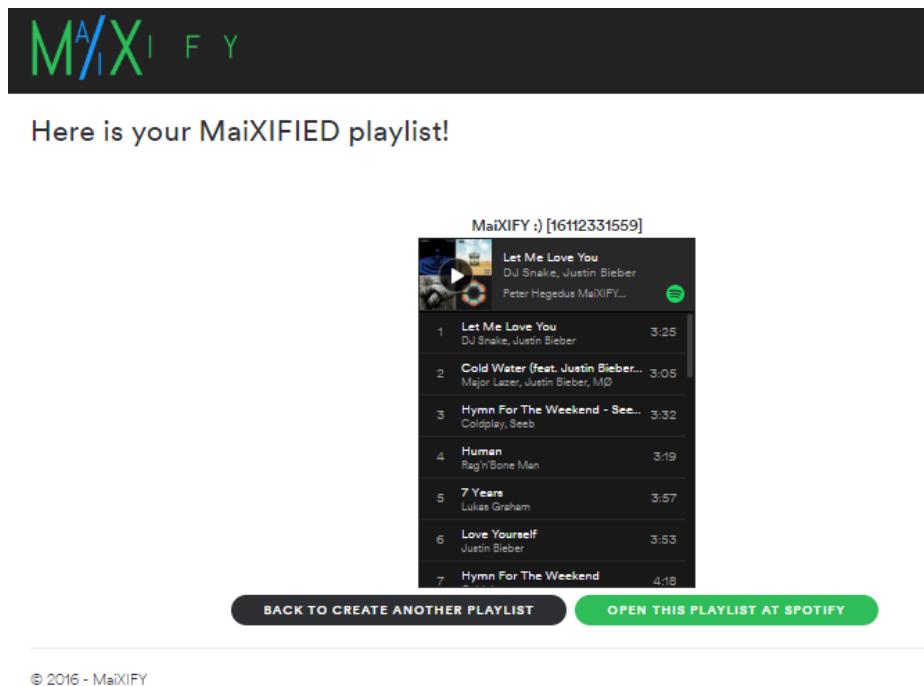 MAIXIFY
Here is your MaiXIFIED playlist!
MaiXIFY :) [16112331559]
Let Me Love You
DJ Snake, Justin Bieber
Peter Hegedus MaiXIFY...
1 Let Me Love You 3:25
DJ Snake, Justin Bieber
2 Cold Water (feat. Justin Bieber... 3:05
Major Lazer, Justin Bieber, MØ
3 Hymn For The Weekend - See... 3:32
Coldplay, Seeb
4 Human 3:19
Rag'n'Bone Man
5 7 Years 3:57
Lukas Graham
6 Love Yourself 3:53
Justin Bieber
7 Hymn For The Weekend 4:18
BACK TO CREATE ANOTHER PLAYLIST OPEN THIS PLAYLIST AT SPOTIFY
© 2016 - MaiXIFY